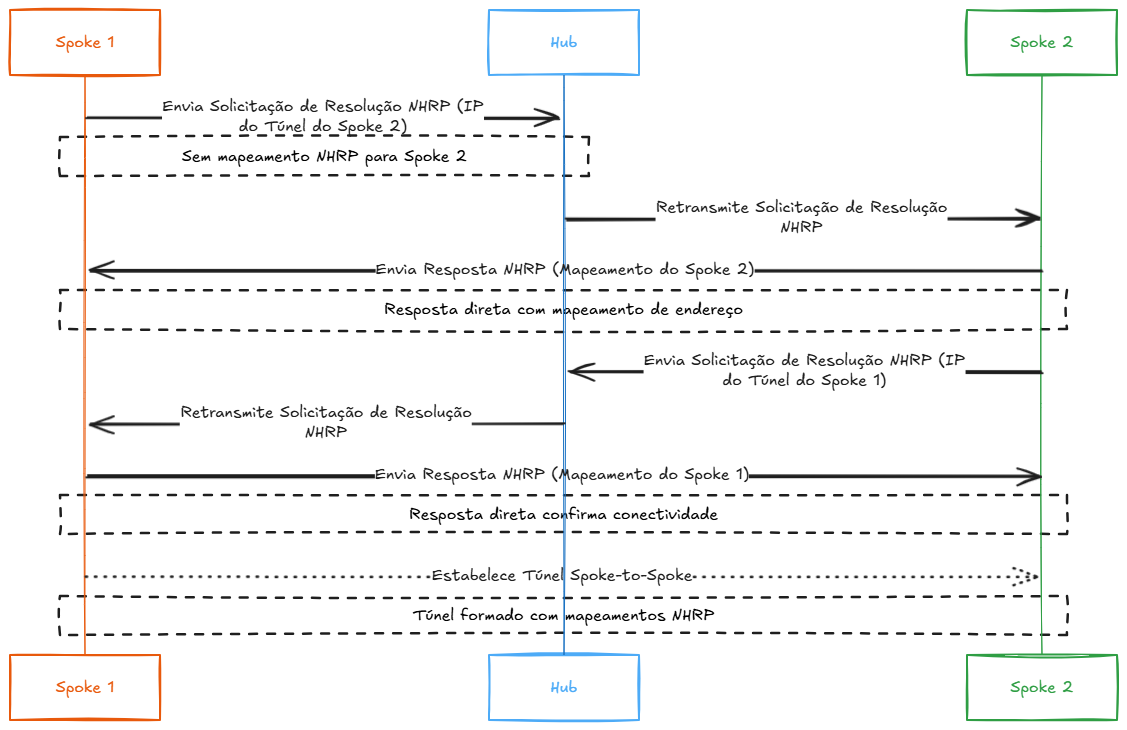 Spoke 1
Hub
Spoke 2
Envia Solicitação de Resolução NHRP (IP
do Túnel do Spoke 2)
Sem mapeamento NHRP para Spoke 2
Retransmite Solicitação de Resolução
NHRP
Envia Resposta NHRP (Mapeamento do Spoke 2)
Resposta direta com mapeamento de endereço
Envia Solicitação de Resolução NHRP (IP
do Túnel do Spoke 1)
Retransmite Solicitação de Resolução
NHRP
Envia Resposta NHRP (Mapeamento do Spoke 1)
Resposta direta confirma conectividade
Estabelece Túnel Spoke-to-Spoke
Túnel formado com mapeamentos NHRP
Spoke 1
Hub
Spoke 2